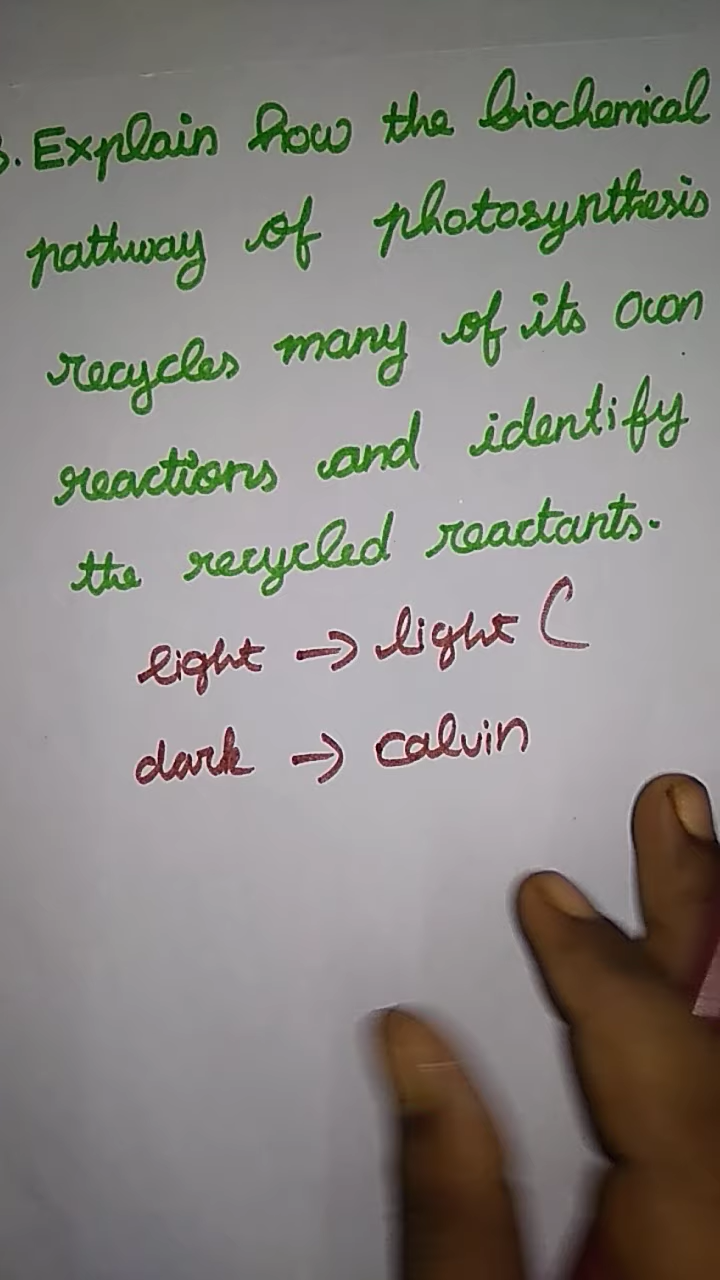 3. Explain how the biochemical
pathway of photosynthesis
recycles many of its own
reactions and identify
the recycled reactants.
light → light (
dark → calvin